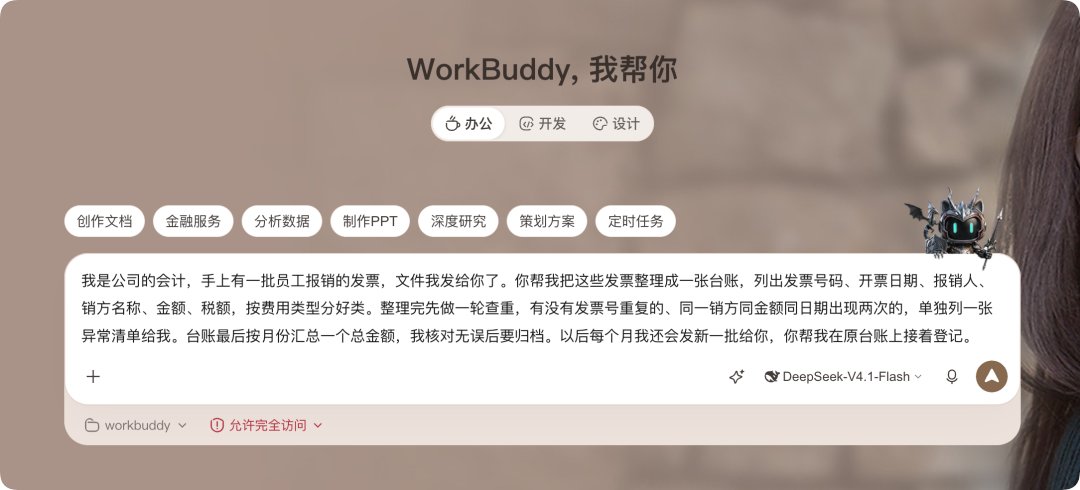 WorkBuddy, 我帮你
办公 开发 设计
创作文档 金融服务 分析数据 制作PPT 深度研究 策划方案 定时任务
我是公司的会计，手上有一批员工报销的发票，文件我发给你了。你帮我把这些发票整理成一张台账，列出发票号码、开票日期、报销人、
销方名称、金额、税额，按费用类型分好类。整理完先做一轮查重，有没有发票号重复的、同一销方同金额同日期出现两次的，单独列一张
异常清单给我。台账最后按月份汇总一个总金额，我核对无误后要归档。以后每个月我还会发新一批给你，你帮我在原台账上接着登记。
DeepSeek-V4.1-Flash
workbuddy 允许完全访问